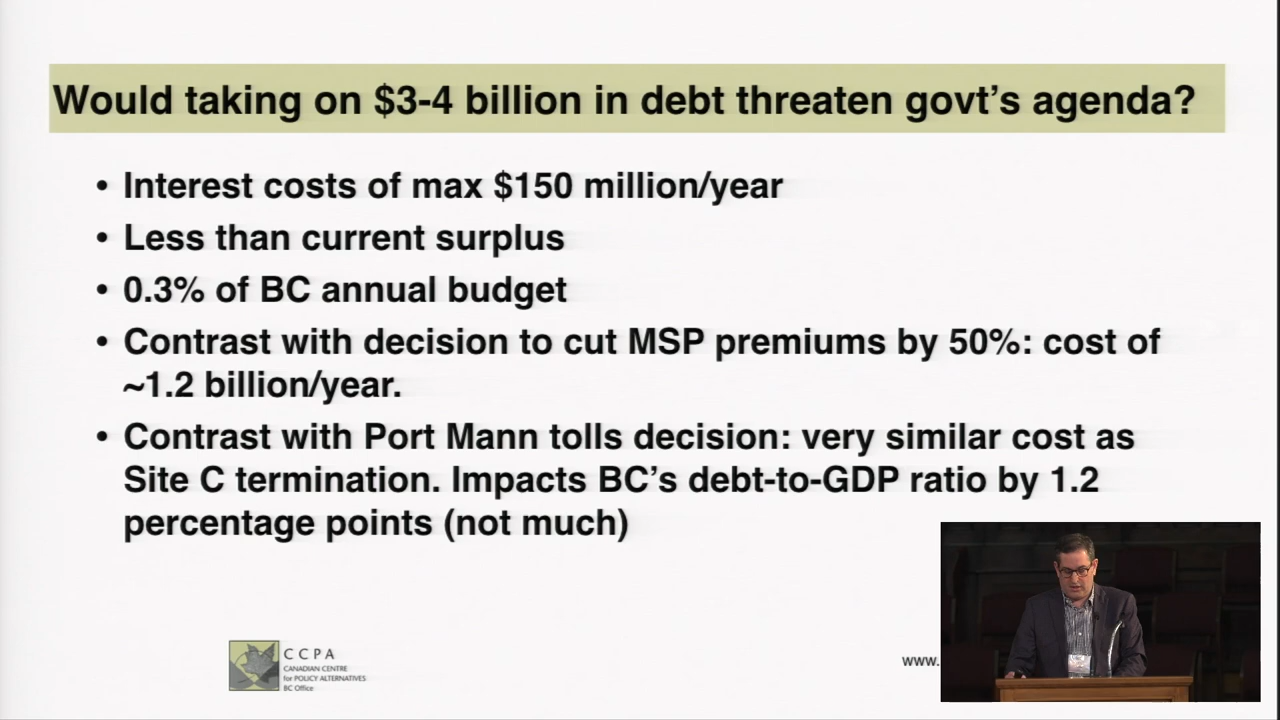 Would taking on $3-4 billion in debt threaten govt’s agenda?
• Interest costs of max $150 million/year
• Less than current surplus
• 0.3% of BC annual budget
• Contrast with decision to cut MSP premiums by 50%: cost of
~1.2 billion/year.
• Contrast with Port Mann tolls decision: very similar cost as
Site C termination. Impacts BC’s debt-to-GDP ratio by 1.2
percentage points (not much)
CCPA
CANADIAN CENTRE
for POLICY ALTERNATIVES
BC Office
www.